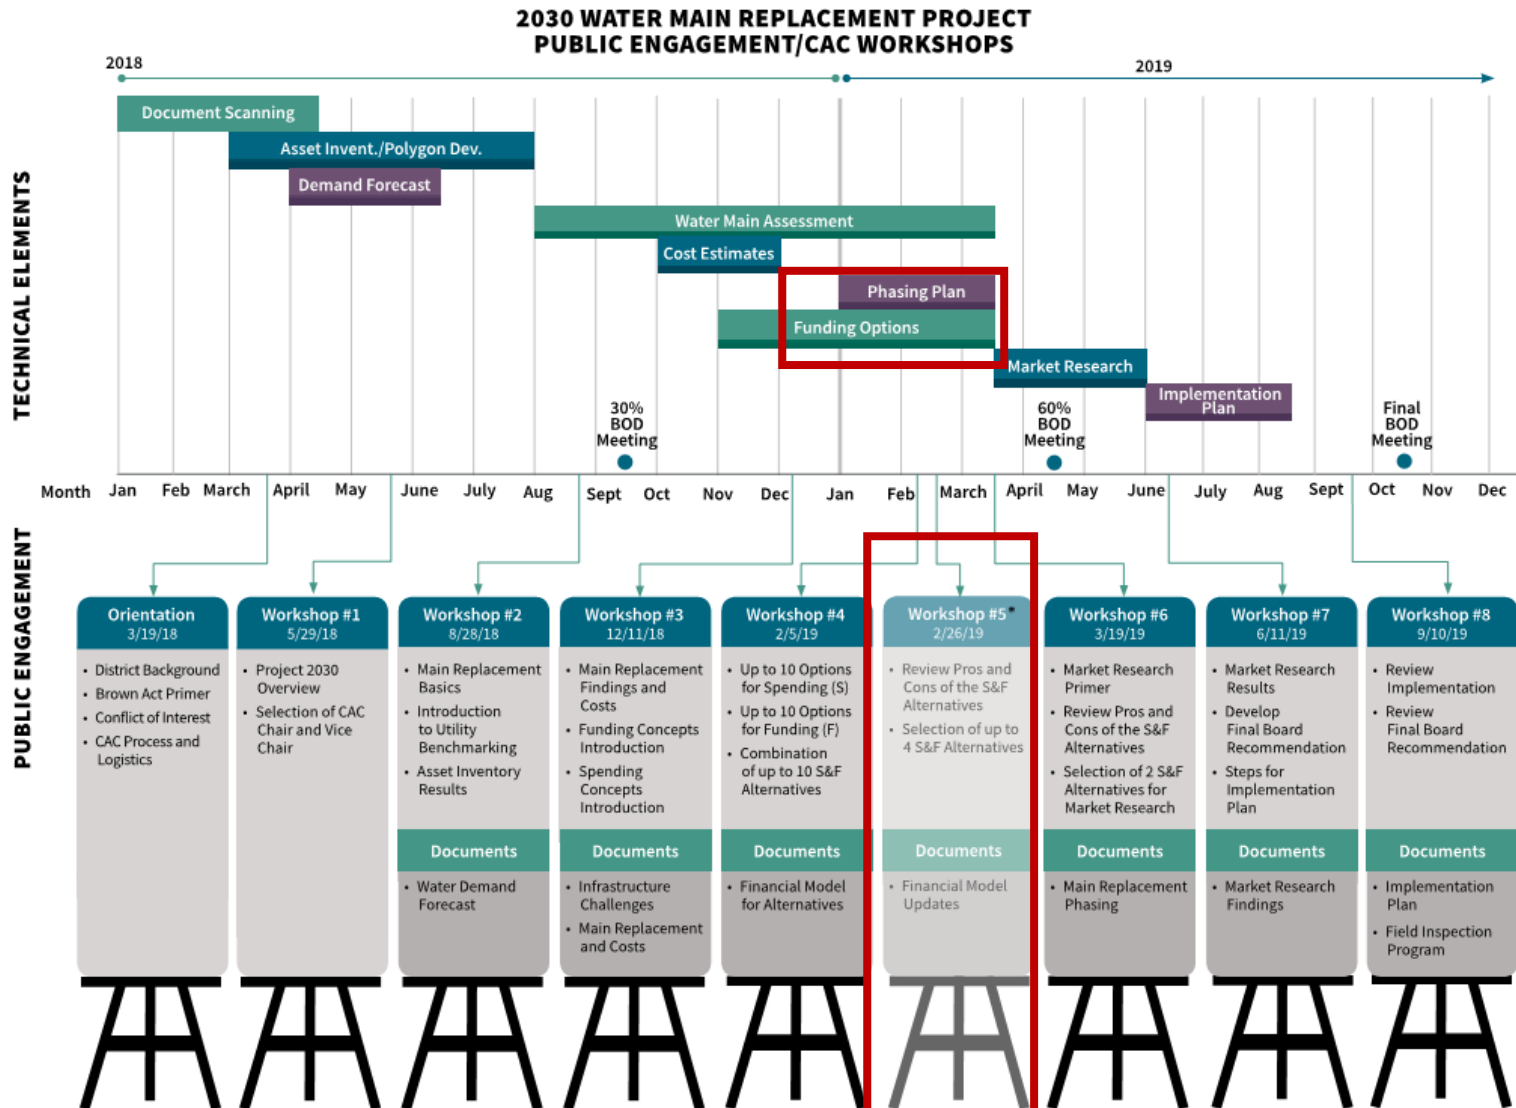 2030 WATER MAIN REPLACEMENT PROJECT
PUBLIC ENGAGEMENT/CAC WORKSHOPS
2018
2019
TECHNICAL ELEMENTS
Document Scanning
Asset Invent./Polygon Dev.
Demand Forecast
Water Main Assessment
Cost Estimates
Phasing Plan
Funding Options
Market Research
Implementation
Plan
30%
BOD
Meeting
60%
BOD
Meeting
Final
BOD
Meeting
Month Jan Feb March April May June July Aug Sept Oct Nov Dec Jan Feb March April May June July Aug Sept Oct Nov Dec
PUBLIC ENGAGEMENT
Orientation
3/19/18
• District Background
• Brown Act Primer
• Conflict of Interest
• CAC Process and
Logistics
Workshop #1
5/29/18
• Project 2030
Overview
• Selection of CAC
Chair and Vice
Chair
Workshop #2
8/28/18
• Main Replacement
Basics
• Introduction
to Utility
Benchmarking
• Asset Inventory
Results
Documents
• Water Demand
Forecast
Workshop #3
12/11/18
• Main Replacement
Findings and
Costs
• Funding Concepts
Introduction
• Spending
Concepts
Introduction
Documents
• Infrastructure
Challenges
• Main Replacement
and Costs
Workshop #4
2/5/19
• Up to 10 Options
for Spending (S)
• Up to 10 Options
for Funding (F)
• Combination
of up to 10 S&F
Alternatives
Documents
• Financial Model
for Alternatives
Workshop #5*
2/26/19
• Review Pros and
Cons of the S&F
Alternatives
• Selection of up to
4 S&F Alternatives
Documents
• Financial Model
Updates
Workshop #6
3/19/19
• Market Research
Primer
• Review Pros and
Cons of the S&F
Alternatives
• Selection of 2 S&F
Alternatives for
Market Research
Documents
• Main Replacement
Phasing
Workshop #7
6/11/19
• Market Research
Results
• Develop
Final Board
Recommendation
• Steps for
Implementation
Plan
Documents
• Market Research
Findings
Workshop #8
9/10/19
• Review
Implementation
• Review
Final Board
Recommendation
Documents
• Implementation
Plan
• Field Inspection
Program